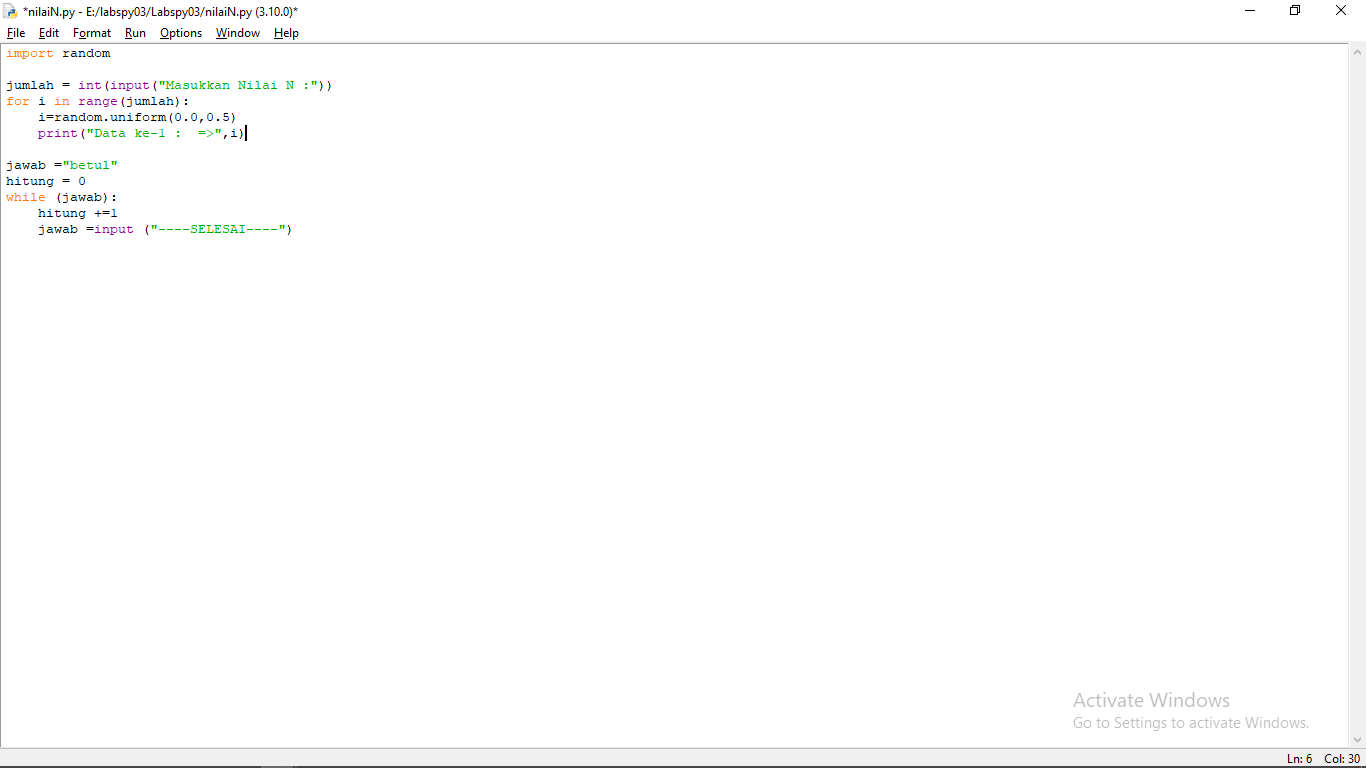 *nilaiN.py - E:/labspy03/Labspy03/nilaiN.py (3.10.0)*
File Edit Format Run Options Window Help
import random
jumlah = int(input("Masukkan Nilai N :"))
for i in range(jumlah):
    i=random.uniform(0.0,0.5)
    print("Data ke-1 :  =>",i)
jawab ="betul"
hitung = 0
while (jawab):
    hitung +=1
    jawab =input ("----SELESAI----")
Activate Windows
Go to Settings to activate Windows.
Ln: 6 Col: 30